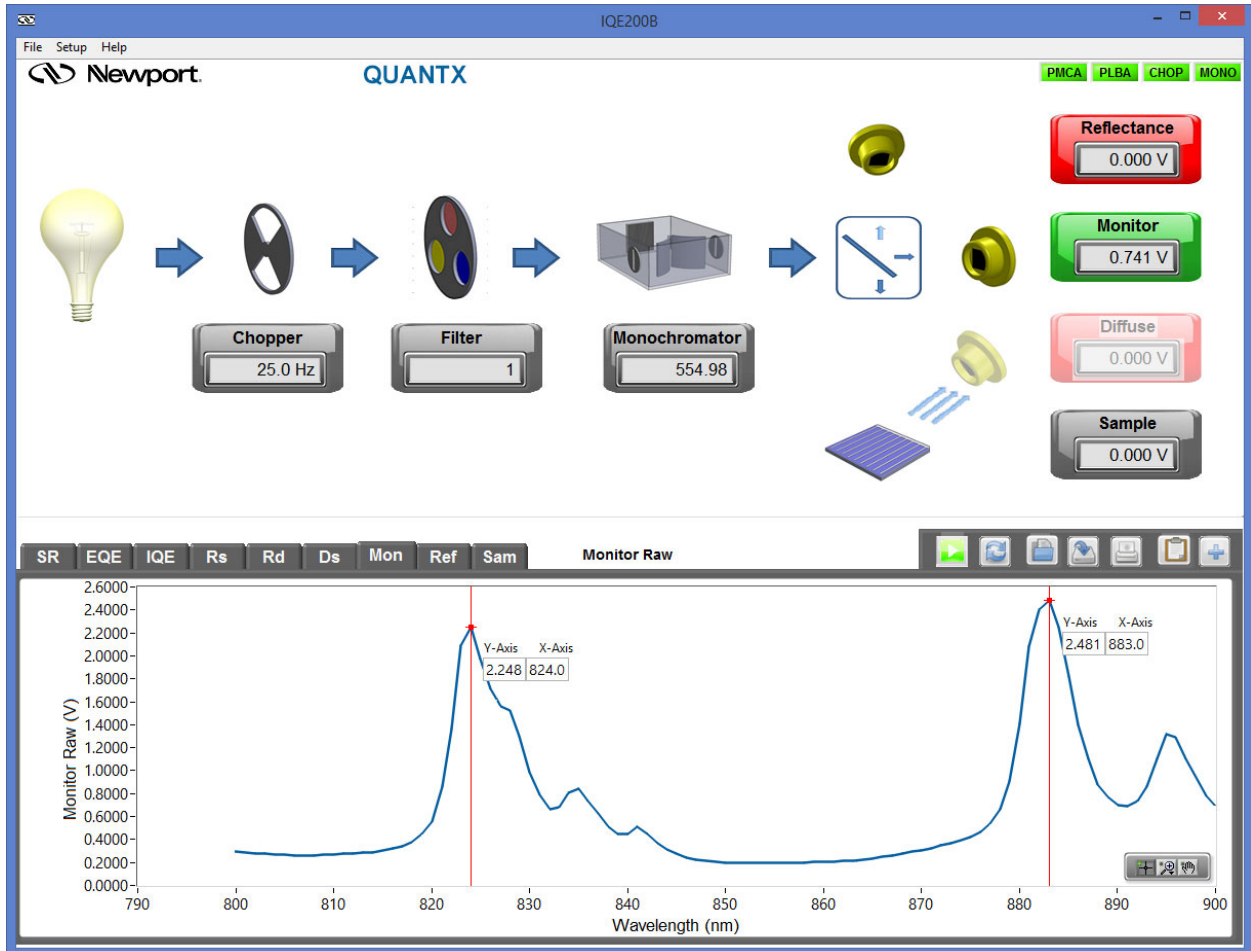 IQE200B
File Setup Help
Newport. QUANTX
PMCA PLBA CHOP MONO
Reflectance
0.000 V
Monitor
0.741 V
Chopper
25.0 Hz
Filter
1
Monochromator
554.98
Diffuse
0.000 V
Sample
0.000 V
SR EQE IQE Rs Rd Ds Mon Ref Sam Monitor Raw
2.6000
2.4000
2.2000
2.0000
1.8000
1.6000
1.4000
1.2000
1.0000
0.8000
0.6000
0.4000
0.2000
0.0000
Monitor Raw (V)
Y-Axis X-Axis
2.248 824.0
Y-Axis X-Axis
2.481 883.0
790 800 810 820 830 840 850 860 870 880 890 900
Wavelength (nm)